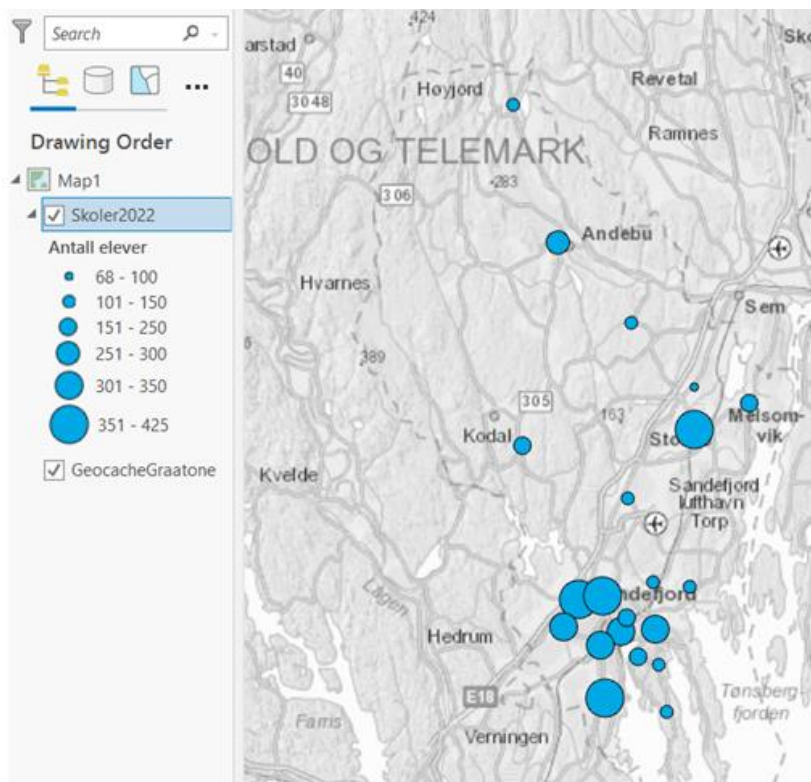 Search
Drawing Order
Map1
Skoler2022
Antall elever
68 - 100
101 - 150
151 - 250
251 - 300
301 - 350
351 - 425
GeocacheGraatone
424
arstad
40
3048
Høyjord
Revetal
Ramnes
OLD OG TELEMARK
283
306
Andebu
Hvarnes
Sem
389
305
163
Kodal
Melsom-
vik
Sto
Kvelde
Sandefjord
lufthavn
Torp
Lågen
ndefjord
Hedrum
E18
Tønsberg-
fjorden
Farris
Verningen